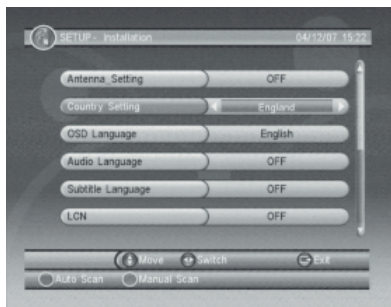 SETUP - Installation 04/12/07 15:22
Antenna_Setting OFF
Country Setting England
OSD Language English
Audio Language OFF
Subtitle Language OFF
LCN OFF
Move Switch Exit
Auto Scan Manual Scan